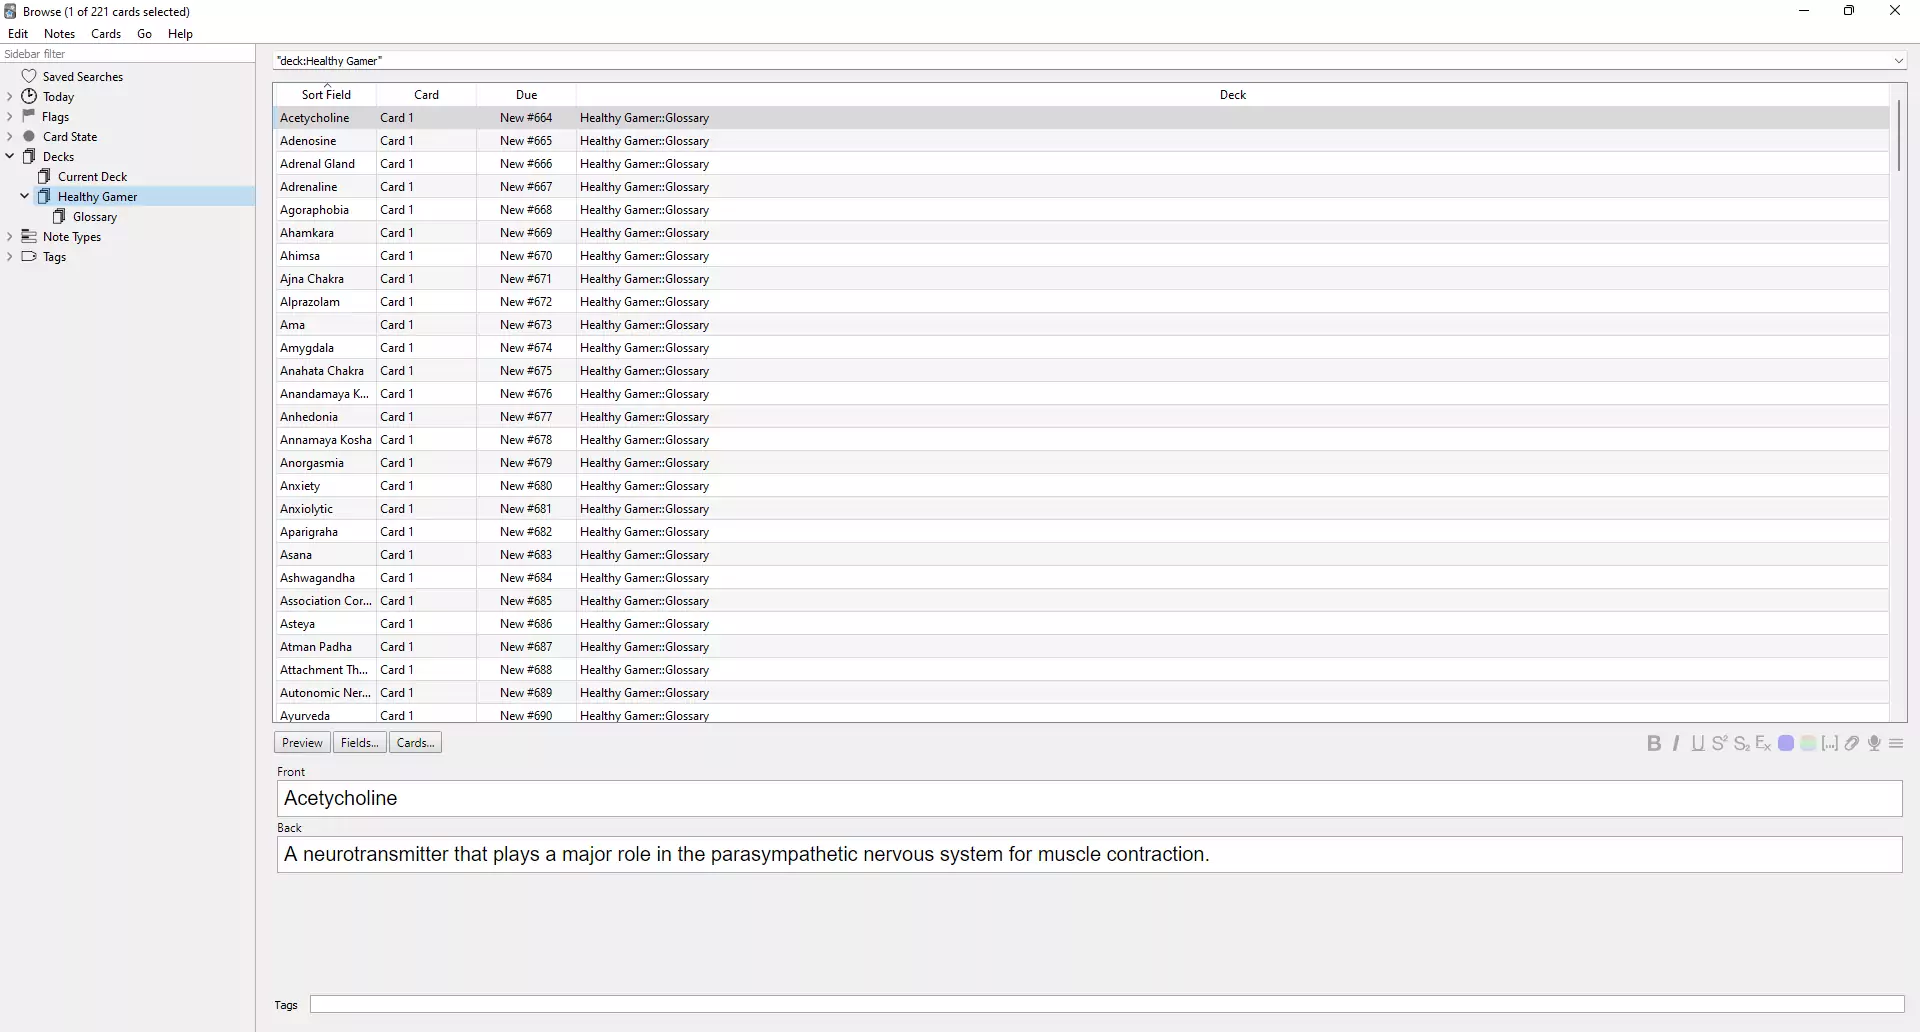 Browse (1 of 221 cards selected)
Edit Notes Cards Go Help
Sidebar filter
Saved Searches
Today
Flags
Card State
Decks
Current Deck
Healthy Gamer
Glossary
Note Types
Tags
"deck:Healthy Gamer"
Sort Field Card Due Deck
Acetycholine Card 1 New #664 Healthy Gamer::Glossary
Adenosine Card 1 New #665 Healthy Gamer::Glossary
Adrenal Gland Card 1 New #666 Healthy Gamer::Glossary
Adrenaline Card 1 New #667 Healthy Gamer::Glossary
Agoraphobia Card 1 New #668 Healthy Gamer::Glossary
Ahamkara Card 1 New #669 Healthy Gamer::Glossary
Ahimsa Card 1 New #670 Healthy Gamer::Glossary
Ajna Chakra Card 1 New #671 Healthy Gamer::Glossary
Alprazolam Card 1 New #672 Healthy Gamer::Glossary
Ama Card 1 New #673 Healthy Gamer::Glossary
Amygdala Card 1 New #674 Healthy Gamer::Glossary
Anahata Chakra Card 1 New #675 Healthy Gamer::Glossary
Anandamaya K... Card 1 New #676 Healthy Gamer::Glossary
Anhedonia Card 1 New #677 Healthy Gamer::Glossary
Annamaya Kosha Card 1 New #678 Healthy Gamer::Glossary
Anorgasmia Card 1 New #679 Healthy Gamer::Glossary
Anxiety Card 1 New #680 Healthy Gamer::Glossary
Anxiolytic Card 1 New #681 Healthy Gamer::Glossary
Aparigraha Card 1 New #682 Healthy Gamer::Glossary
Asana Card 1 New #683 Healthy Gamer::Glossary
Ashwagandha Card 1 New #684 Healthy Gamer::Glossary
Association Cor... Card 1 New #685 Healthy Gamer::Glossary
Asteya Card 1 New #686 Healthy Gamer::Glossary
Atman Padha Card 1 New #687 Healthy Gamer::Glossary
Attachment Th... Card 1 New #688 Healthy Gamer::Glossary
Autonomic Ner... Card 1 New #689 Healthy Gamer::Glossary
Ayurveda Card 1 New #690 Healthy Gamer::Glossary
Preview Fields... Cards... B I U S² S₂ Ex [...]
Front
Acetycholine
Back
A neurotransmitter that plays a major role in the parasympathetic nervous system for muscle contraction.
Tags